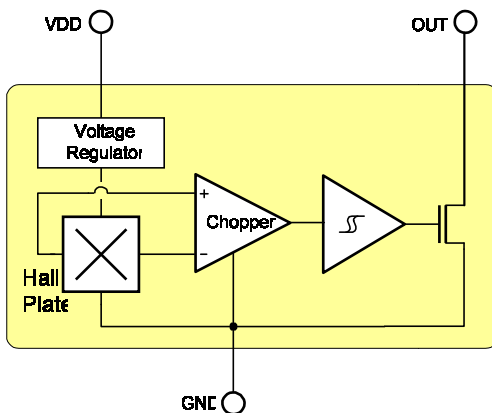 VDD
OUT
Voltage
Regulator
+
Chopper
−
Hall
Plate
GND